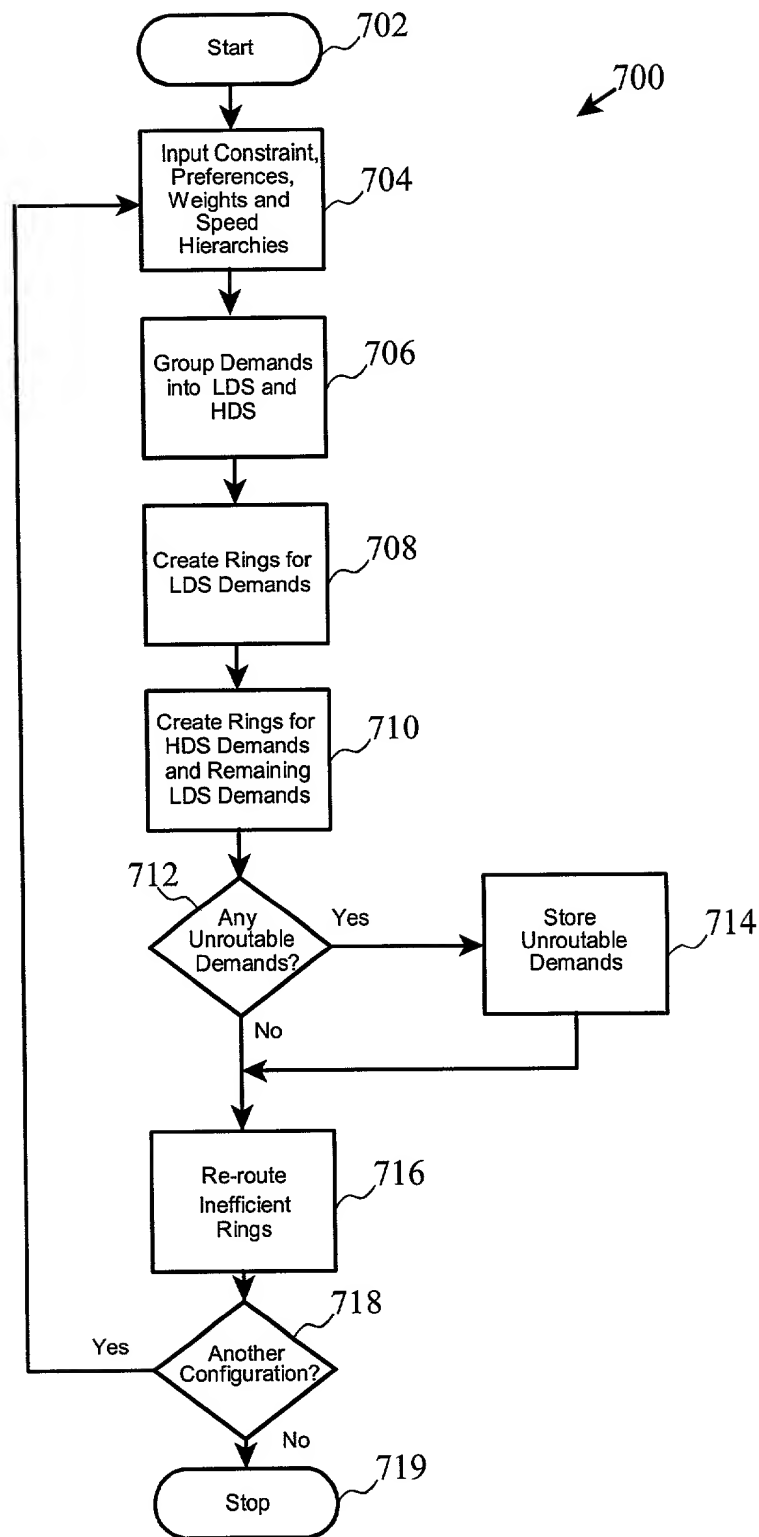 Start
702
700
Input Constraint,
Preferences,
Weights and
Speed
Hierarchies
704
Group Demands
into LDS and
HDS
706
Create Rings for
LDS Demands
708
Create Rings for
HDS Demands
and Remaining
LDS Demands
710
712
Any
Unroutable
Demands?
Yes
Store
Unroutable
Demands
714
No
Re-route
Inefficient
Rings
716
718
Yes
Another
Configuration?
No
Stop
719